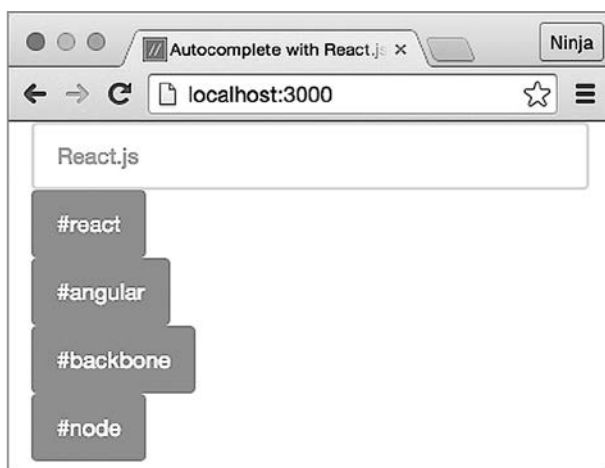 Autocomplete with React.js
Ninja
localhost:3000
React.js
#react
#angular
#backbone
#node